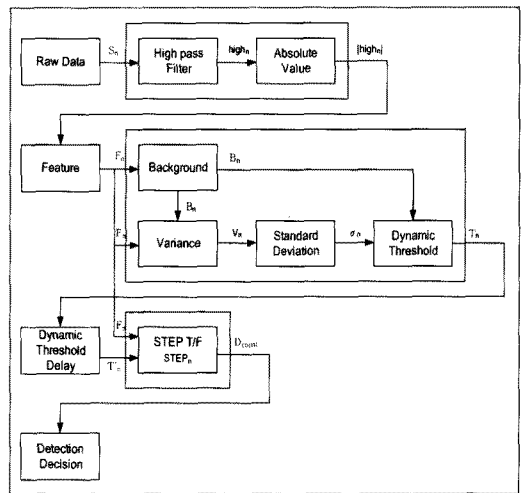 Raw Data
Sn
High pass
Filter
highn
Absolute
Value
|highn|
Feature
Fn
Background
Bn
Bn
Fn
Variance
Vn
Standard
Deviation
σn
Dynamic
Threshold
Tn
Dynamic
Threshold
Delay
Fn
T'n
STEP T/F
STEPn
Detection
Decision